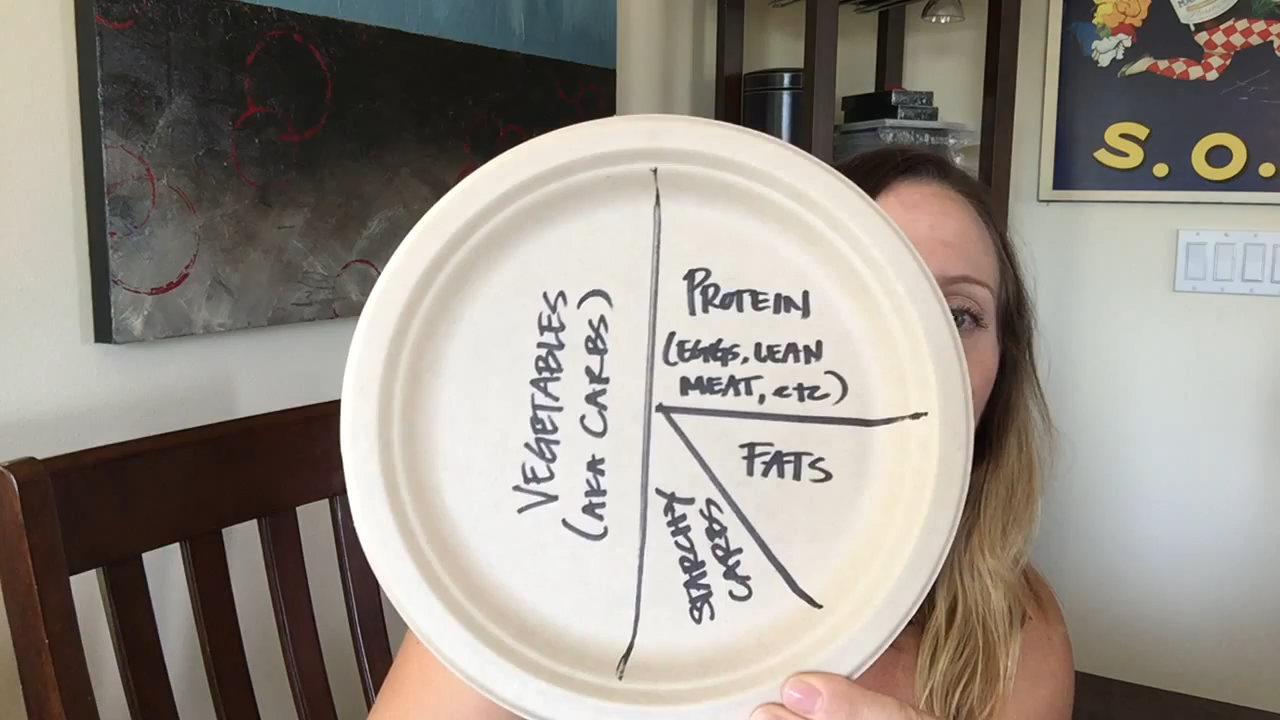 VEGETABLES
(AKA CARBS)
PROTEIN
(EGGS, LEAN
MEAT, etc)
FATS
STARCHY
CARBS
S. O.